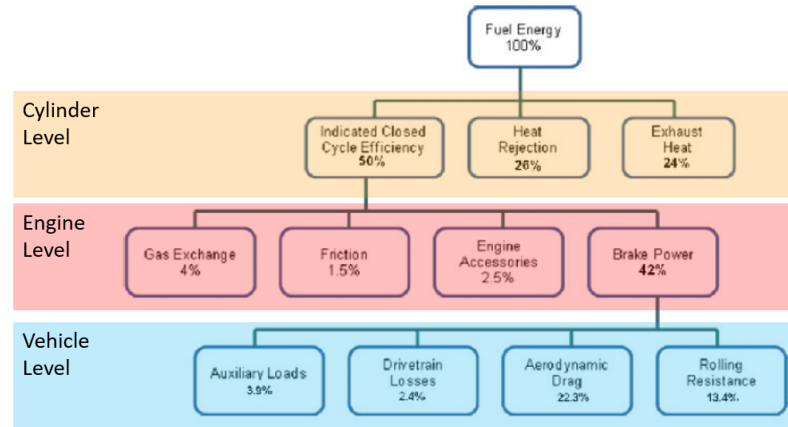 Fuel Energy
100%
Cylinder
Level
Indicated Closed
Cycle Efficiency
50%
Heat
Rejection
26%
Exhaust
Heat
24%
Engine
Level
Gas Exchange
4%
Friction
1.5%
Engine
Accessories
2.5%
Brake Power
42%
Vehicle
Level
Auxiliary Loads
3.9%
Drivetrain
Losses
2.4%
Aerodynamic
Drag
22.3%
Rolling
Resistance
13.4%